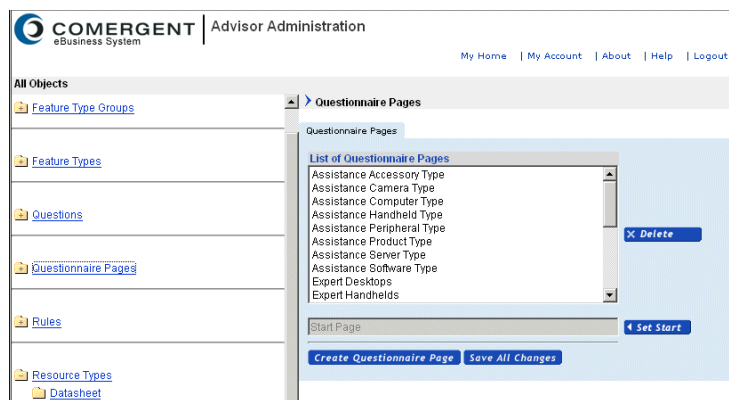 COMERGENT
eBusiness System
Advisor Administration
My Home | My Account | About | Help | Logout
All Objects
Feature Type Groups
Feature Types
Questions
Questionnaire Pages
Rules
Resource Types
Datasheet
Questionnaire Pages
Questionnaire Pages
List of Questionnaire Pages
Assistance Accessory Type
Assistance Camera Type
Assistance Computer Type
Assistance Handheld Type
Assistance Peripheral Type
Assistance Product Type
Assistance Server Type
Assistance Software Type
Expert Desktops
Expert Handhelds
X Delete
Start Page
Set Start
Create Questionnaire Page
Save All Changes